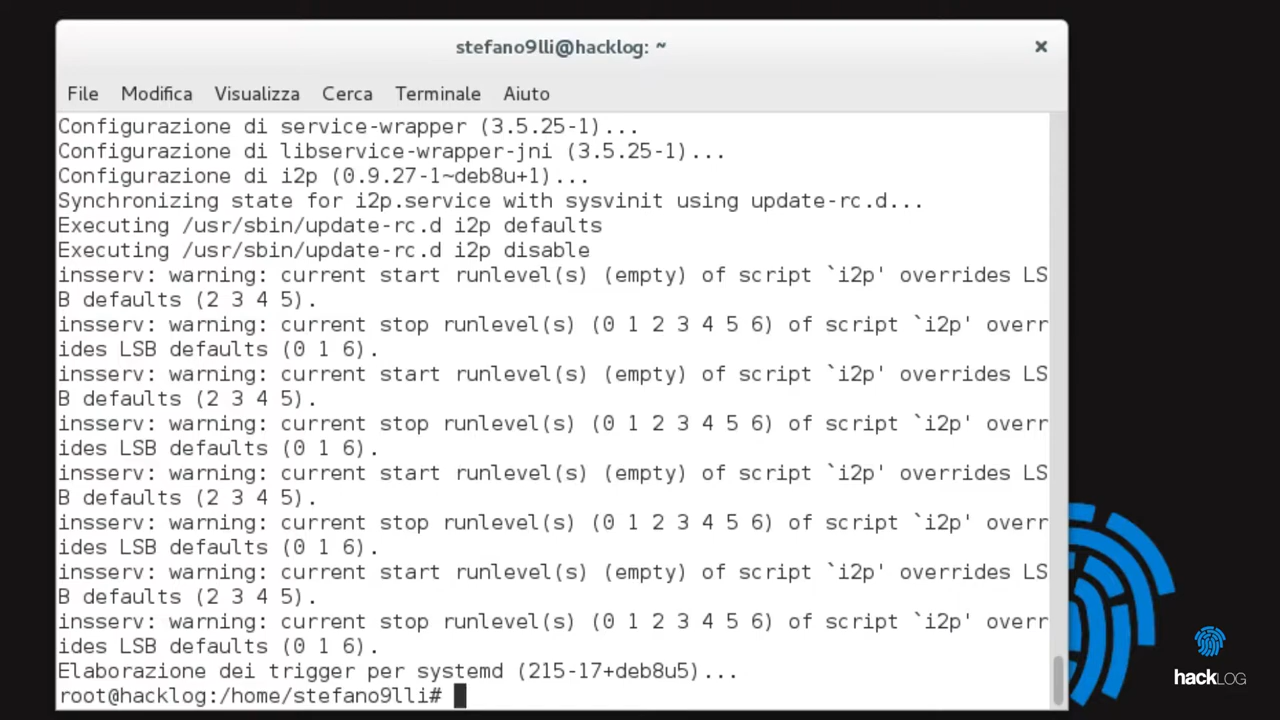 stefano9lli@hacklog: ~
File Modifica Visualizza Cerca Terminale Aiuto
Configurazione di service-wrapper (3.5.25-1)...
Configurazione di libservice-wrapper-jni (3.5.25-1)...
Configurazione di i2p (0.9.27-1~deb8u+1)...
Synchronizing state for i2p.service with sysvinit using update-rc.d...
Executing /usr/sbin/update-rc.d i2p defaults
Executing /usr/sbin/update-rc.d i2p disable
insserv: warning: current start runlevel(s) (empty) of script `i2p' overrides LS
B defaults (2 3 4 5).
insserv: warning: current stop runlevel(s) (0 1 2 3 4 5 6) of script `i2p' overr
ides LSB defaults (0 1 6).
insserv: warning: current start runlevel(s) (empty) of script `i2p' overrides LS
B defaults (2 3 4 5).
insserv: warning: current stop runlevel(s) (0 1 2 3 4 5 6) of script `i2p' overr
ides LSB defaults (0 1 6).
insserv: warning: current start runlevel(s) (empty) of script `i2p' overrides LS
B defaults (2 3 4 5).
insserv: warning: current stop runlevel(s) (0 1 2 3 4 5 6) of script `i2p' overr
ides LSB defaults (0 1 6).
insserv: warning: current start runlevel(s) (empty) of script `i2p' overrides LS
B defaults (2 3 4 5).
insserv: warning: current stop runlevel(s) (0 1 2 3 4 5 6) of script `i2p' overr
ides LSB defaults (0 1 6).
Elaborazione dei trigger per systemd (215-17+deb8u5)...
root@hacklog:/home/stefano9lli#
hackLOG